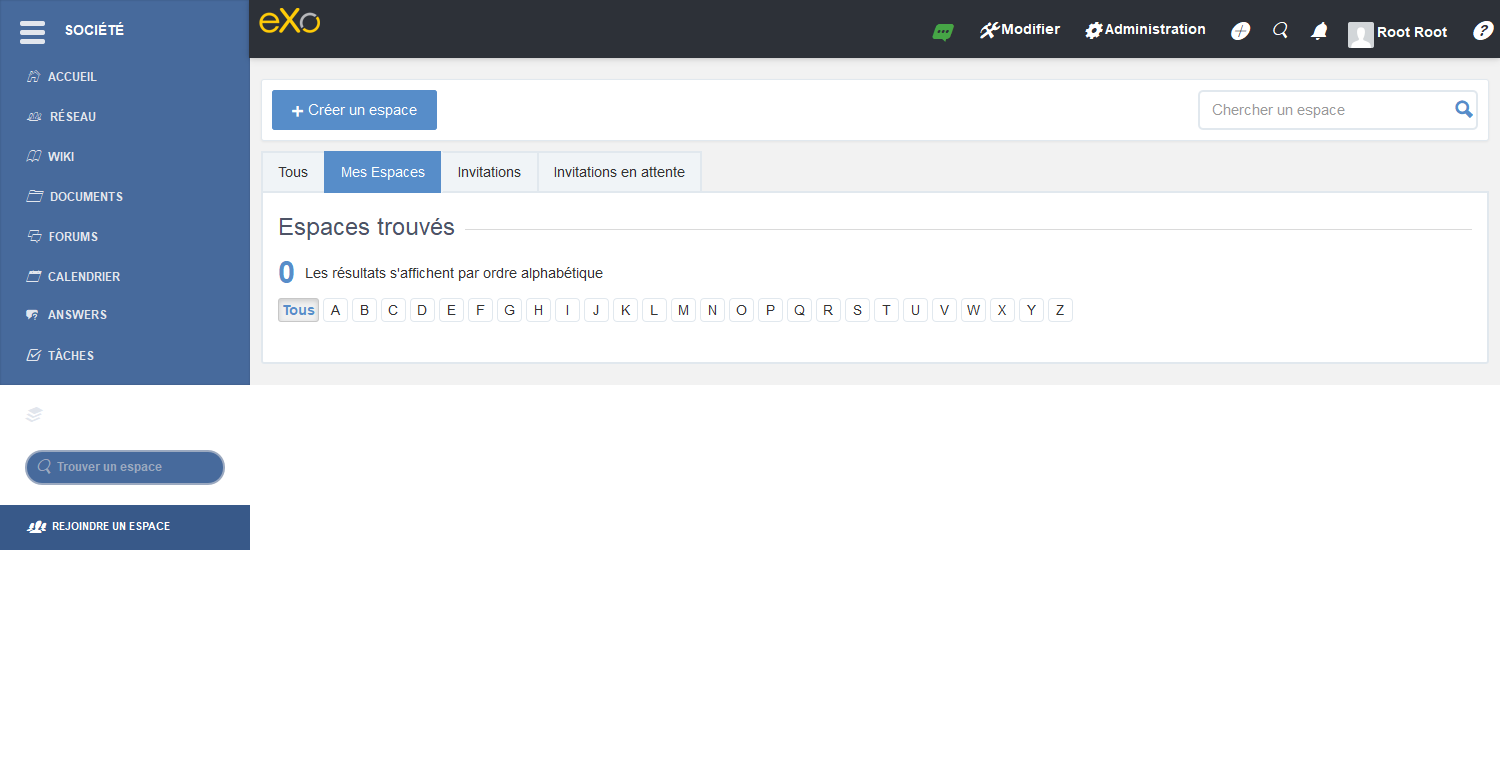 SOCIÉTÉ
eXo
Modifier
Administration
Root Root
?
ACCUEIL
RÉSEAU
WIKI
DOCUMENTS
FORUMS
CALENDRIER
ANSWERS
TÂCHES
Trouver un espace
REJOINDRE UN ESPACE
+ Créer un espace
Chercher un espace
Tous Mes Espaces Invitations Invitations en attente
Espaces trouvés
0 Les résultats s'affichent par ordre alphabétique
Tous A B C D E F G H I J K L M N O P Q R S T U V W X Y Z